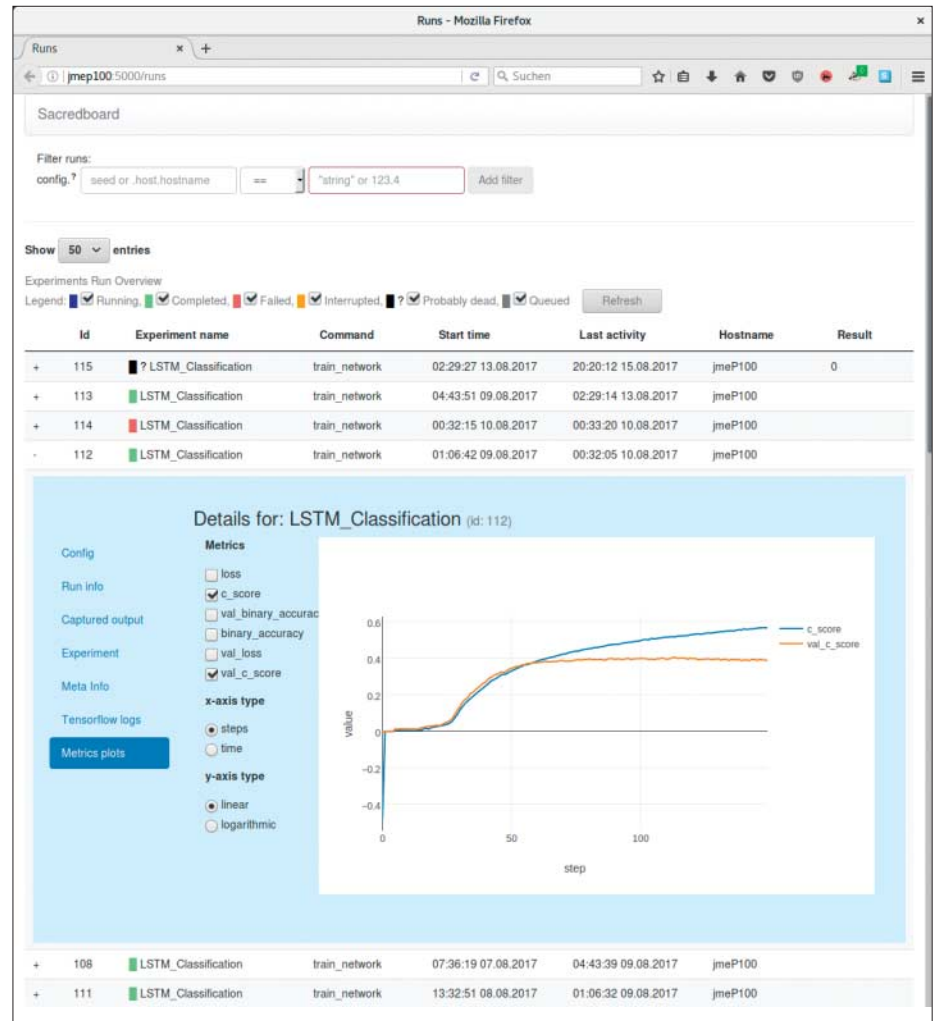 Runs - Mozilla Firefox
Runs
jmep100:5000/runs
Suchen
Sacredboard
Filter runs:
config.? seed or .host.hostname == "string" or 123.4 Add filter
Show 50 entries
Experiments Run Overview
Legend: Running, Completed, Failed, Interrupted, ? Probably dead, Queued Refresh
Id Experiment name Command Start time Last activity Hostname Result
+ 115 ? LSTM_Classification train_network 02:29:27 13.08.2017 20:20:12 15.08.2017 jmeP100 0
+ 113 LSTM_Classification train_network 04:43:51 09.08.2017 02:29:14 13.08.2017 jmeP100
+ 114 LSTM_Classification train_network 00:32:15 10.08.2017 00:33:20 10.08.2017 jmeP100
- 112 LSTM_Classification train_network 01:06:42 09.08.2017 00:32:05 10.08.2017 jmeP100
Details for: LSTM_Classification (id: 112)
Config
Run info
Captured output
Experiment
Meta Info
Tensorflow logs
Metrics plots
Metrics
loss
c_score
val_binary_accurac
binary_accuracy
val_loss
val_c_score
x-axis type
steps
time
y-axis type
linear
logarithmic
0.6
0.4
0.2
0
−0.2
−0.4
value
0 50 100
step
c_score
val_c_score
+ 108 LSTM_Classification train_network 07:36:19 07.08.2017 04:43:39 09.08.2017 jmeP100
+ 111 LSTM_Classification train_network 13:32:51 08.08.2017 01:06:32 09.08.2017 jmeP100